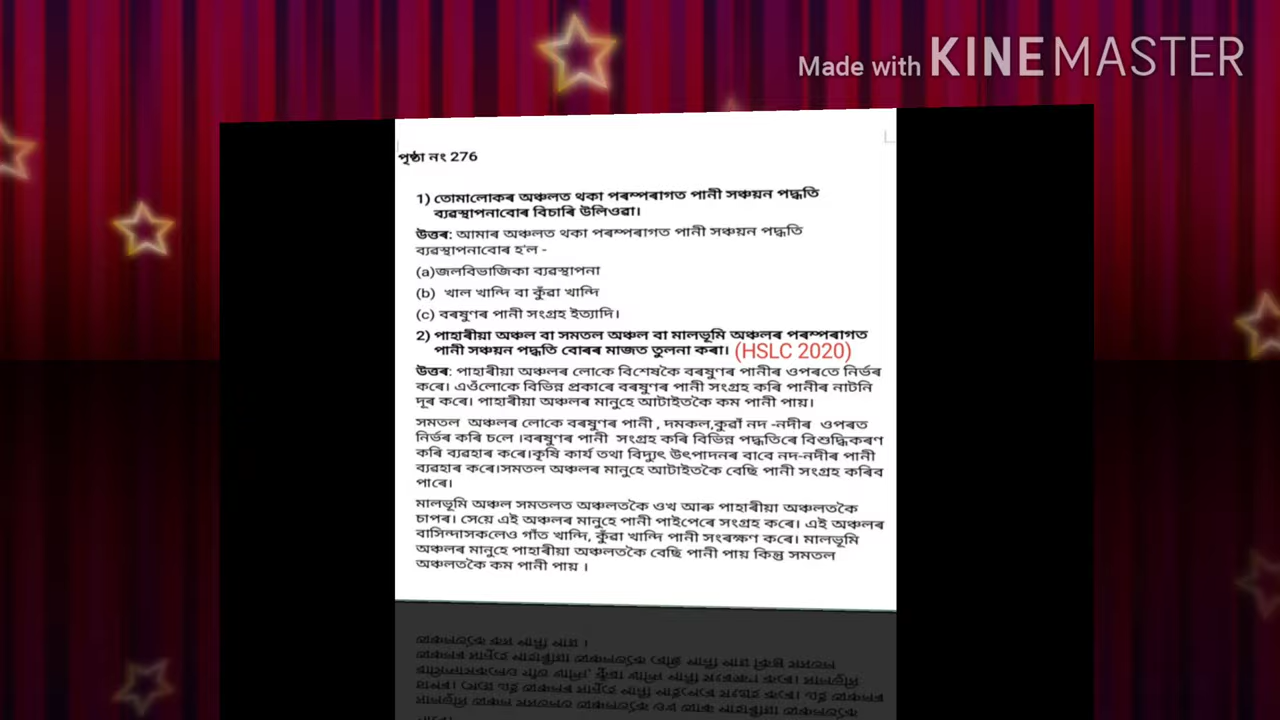 Made with KINEMASTER
পৃষ্ঠা নং 276
1) তোমালোকৰ অঞ্চলত থকা পৰম্পৰাগত পানী সঞ্চয়ন পদ্ধতি
ব্যৱস্থাপনাবোৰ বিচাৰি উলিওৱা।
উত্তৰ: আমাৰ অঞ্চলত থকা পৰম্পৰাগত পানী সঞ্চয়ন পদ্ধতি
ব্যৱস্থাপনাবোৰ হ'ল -
(a)জলবিভাজিকা ব্যৱস্থাপনা
(b) খাল খান্দি বা কুঁৱা খান্দি
(c) বৰষুণৰ পানী সংগ্ৰহ ইত্যাদি।
2) পাহাৰীয়া অঞ্চল বা সমতল অঞ্চল বা মালভূমি অঞ্চলৰ পৰম্পৰাগত
পানী সঞ্চয়ন পদ্ধতি বোৰৰ মাজত তুলনা কৰা। (HSLC 2020)
উত্তৰ: পাহাৰীয়া অঞ্চলৰ লোকে বিশেষকৈ বৰষুণৰ পানীৰ ওপৰতে নিৰ্ভৰ
কৰে। এওঁলোকে বিভিন্ন প্ৰকাৰে বৰষুণৰ পানী সংগ্ৰহ কৰি পানীৰ নাটনি
দূৰ কৰে। পাহাৰীয়া অঞ্চলৰ মানুহে আটাইতকৈ কম পানী পায়।
সমতল অঞ্চলৰ লোকে বৰষুণৰ পানী , দমকল,কুৱাঁ নদ -নদীৰ ওপৰত
নিৰ্ভৰ কৰি চলে ।বৰষুণৰ পানী সংগ্ৰহ কৰি বিভিন্ন পদ্ধতিৰে বিশুদ্ধিকৰণ
কৰি ব্যৱহাৰ কৰে।কৃষি কাৰ্য তথা বিদ্যুৎ উৎপাদনৰ বাবে নদ-নদীৰ পানী
ব্যৱহাৰ কৰে।সমতল অঞ্চলৰ মানুহে আটাইতকৈ বেছি পানী সংগ্ৰহ কৰিব
পাৰে।
মালভূমি অঞ্চল সমতলত অঞ্চলতকৈ ওখ আৰু পাহাৰীয়া অঞ্চলতকৈ
চাপৰ। সেয়ে এই অঞ্চলৰ মানুহে পানী পাইপেৰে সংগ্ৰহ কৰে। এই অঞ্চলৰ
বাসিন্দাসকলেও গাঁত খান্দি, কুঁৱা খান্দি পানী সংৰক্ষণ কৰে। মালভূমি
অঞ্চলৰ মানুহে পাহাৰীয়া অঞ্চলতকৈ বেছি পানী পায় কিন্তু সমতল
অঞ্চলতকৈ কম পানী পায় ।